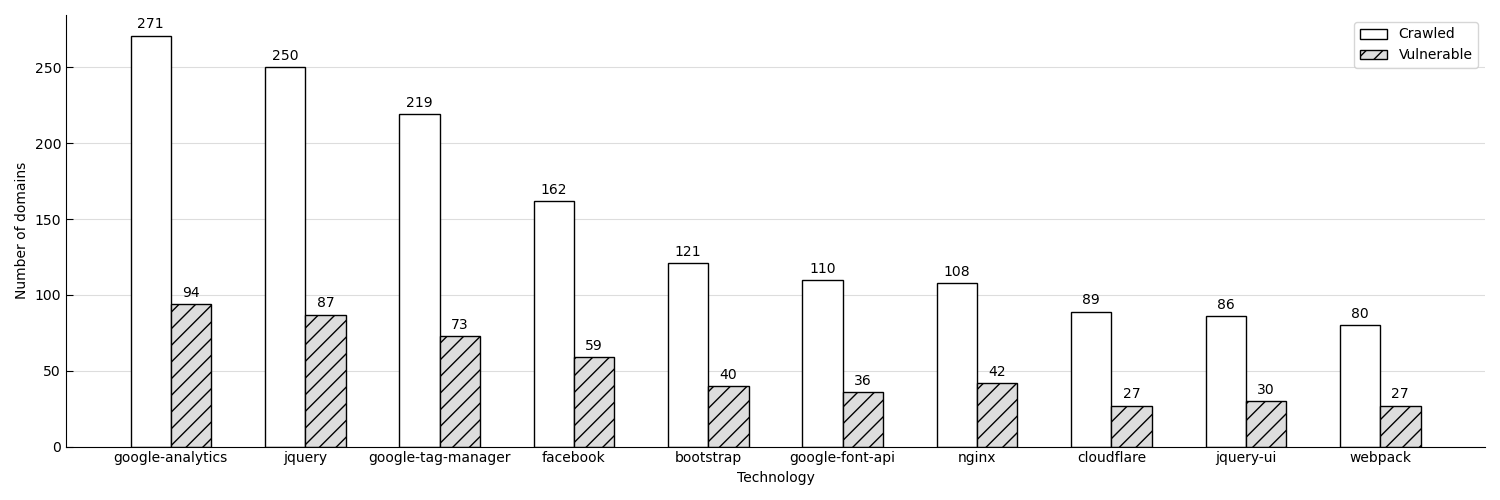 271
250
219
162
121
110
108
89
86
80
94
87
73
59
40
36
42
27
30
27
Crawled
Vulnerable
Number of domains
250
200
150
100
50
0
google-analytics
jquery
google-tag-manager
facebook
bootstrap
google-font-api
nginx
cloudflare
jquery-ui
webpack
Technology